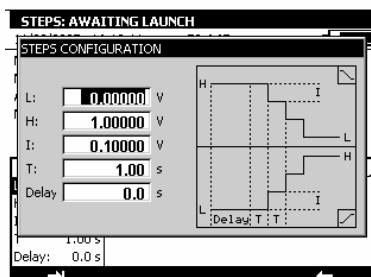 STEPS: AWAITING LAUNCH
STEPS CONFIGURATION
L: 0.00000 V
H: 1.00000 V
I: 0.10000 V
T: 1.00 s
Delay 0.0 s
H
I
L
H
L
I
Delay T T
1.00 s
Delay: 0.0 s